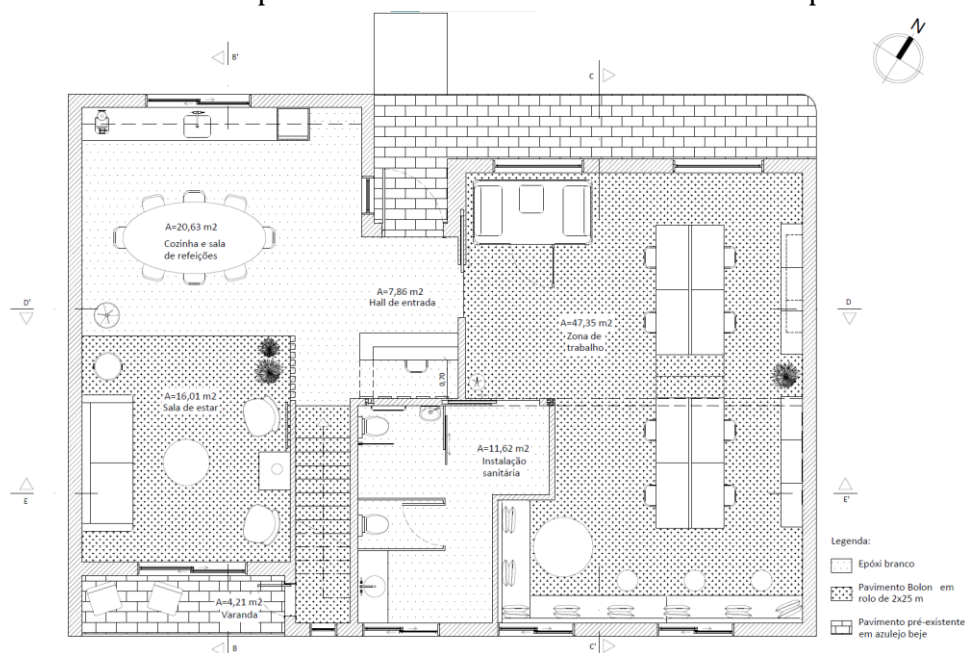 N
B'
C
A=20,63 m2
Cozinha e sala
de refeições
A=7,86 m2
Hall de entrada
D'
D
A=47,35 m2
Zona de
trabalho
0,70
A=16,01 m2
Sala de estar
A=11,62 m2
Instalação
sanitária
E
E'
A=4,21 m2
Varanda
B
C'
Legenda:
Epóxi branco
Pavimento Bolon em
rolo de 2x25 m
Pavimento pré-existente
em azulejo beje